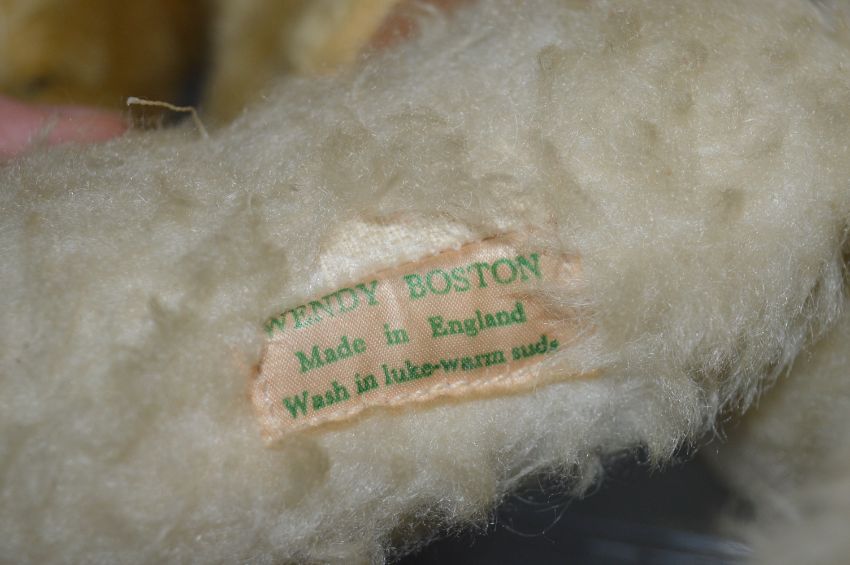 WENDY BOSTON
Made in England
Wash in luke-warm suds